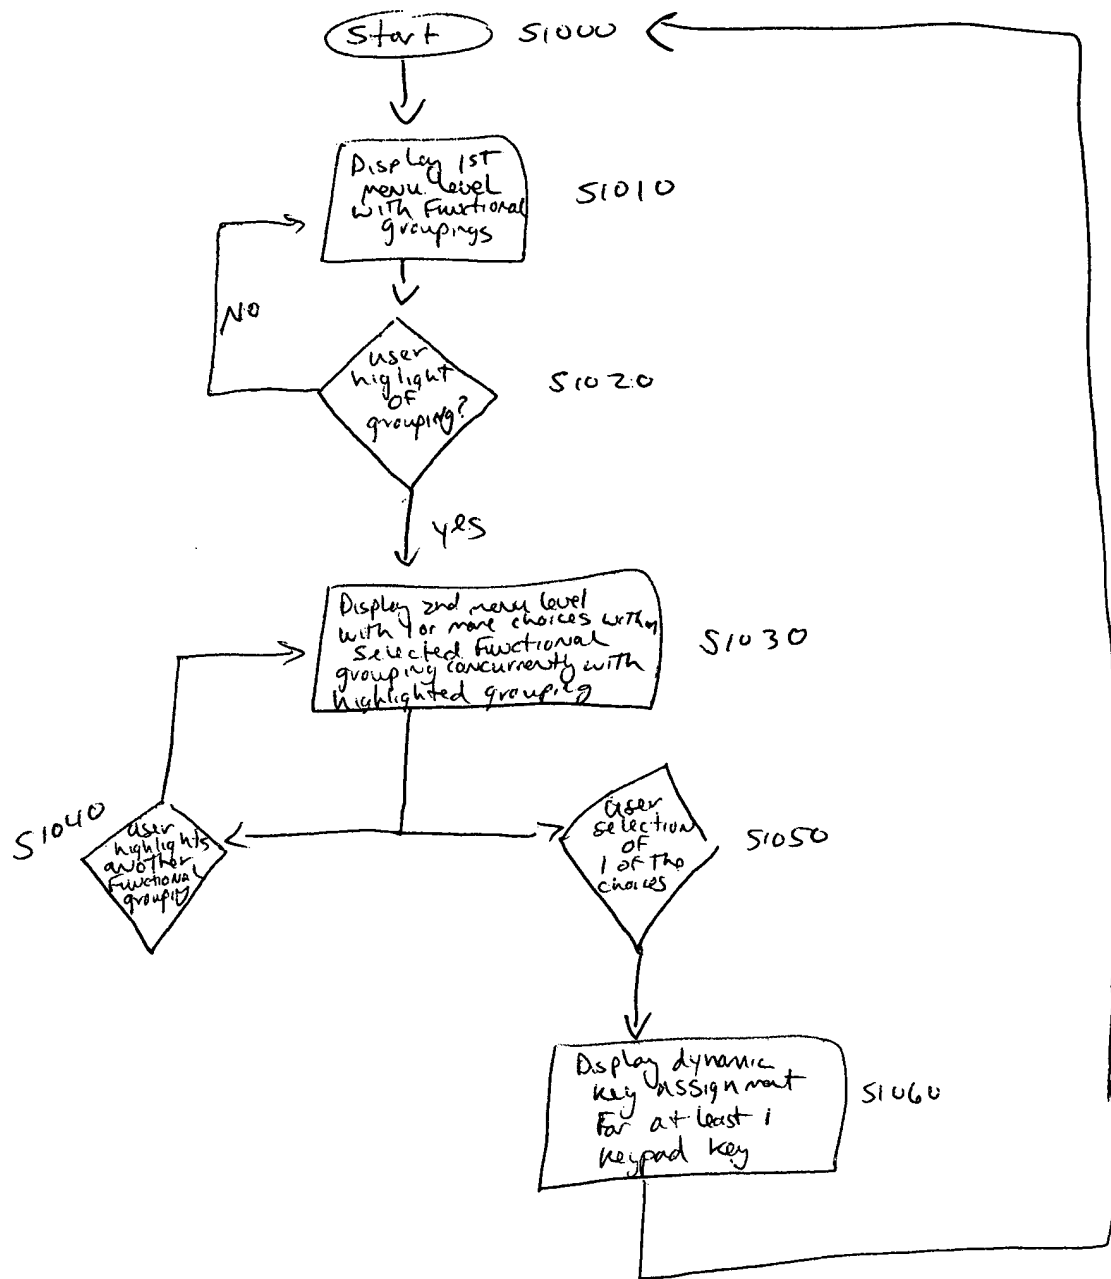 Start
S1000
Display 1st
menu level
with Functional
groupings
S1010
No
user
highlight
OF
grouping?
S1020
yes
Display 2nd menu level
with 1 or more choices within
selected Functional
grouping concurrently with
highlighted grouping
S1030
S1040
User
highlights
another
Functional
grouping
User
selection
OF
1 of the
choices
S1050
Display dynamic
key assignment
For at least 1
keypad key
S1060